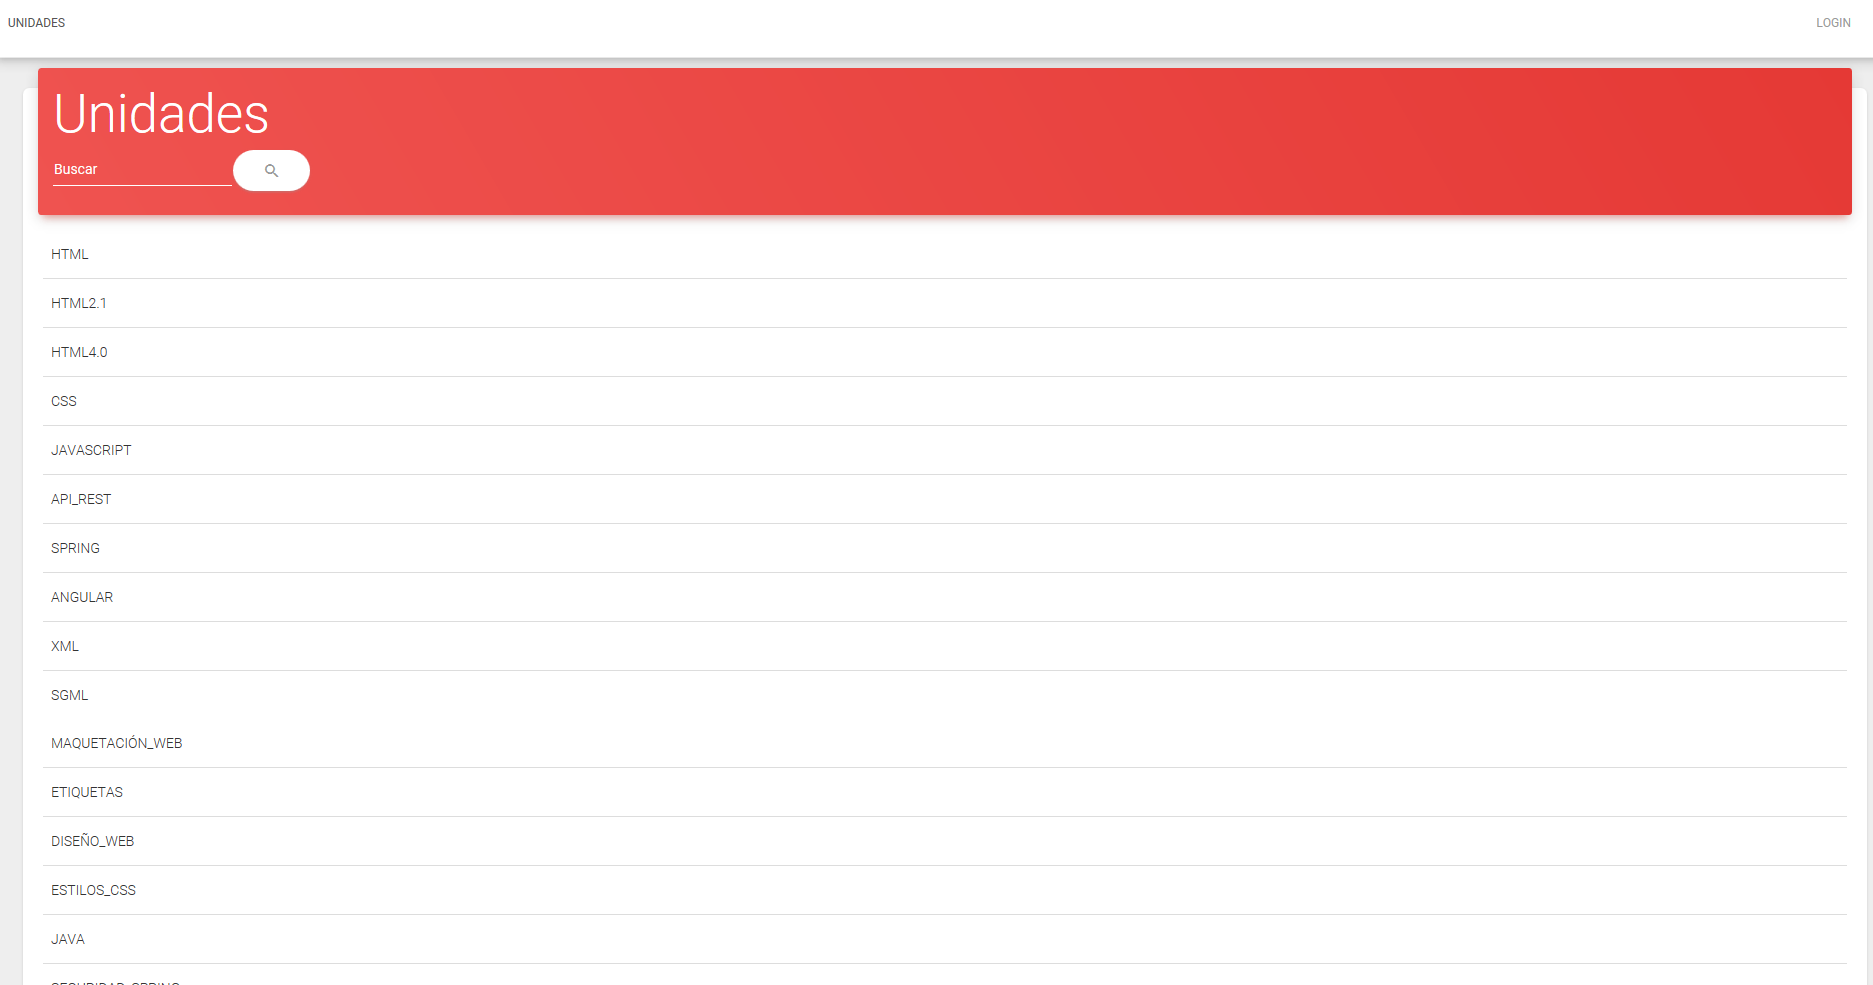 UNIDADES
LOGIN
Unidades
Buscar
HTML
HTML2.1
HTML4.0
CSS
JAVASCRIPT
API_REST
SPRING
ANGULAR
XML
SGML
MAQUETACIÓN_WEB
ETIQUETAS
DISEÑO_WEB
ESTILOS_CSS
JAVA
SEGURIDAD_SPRING